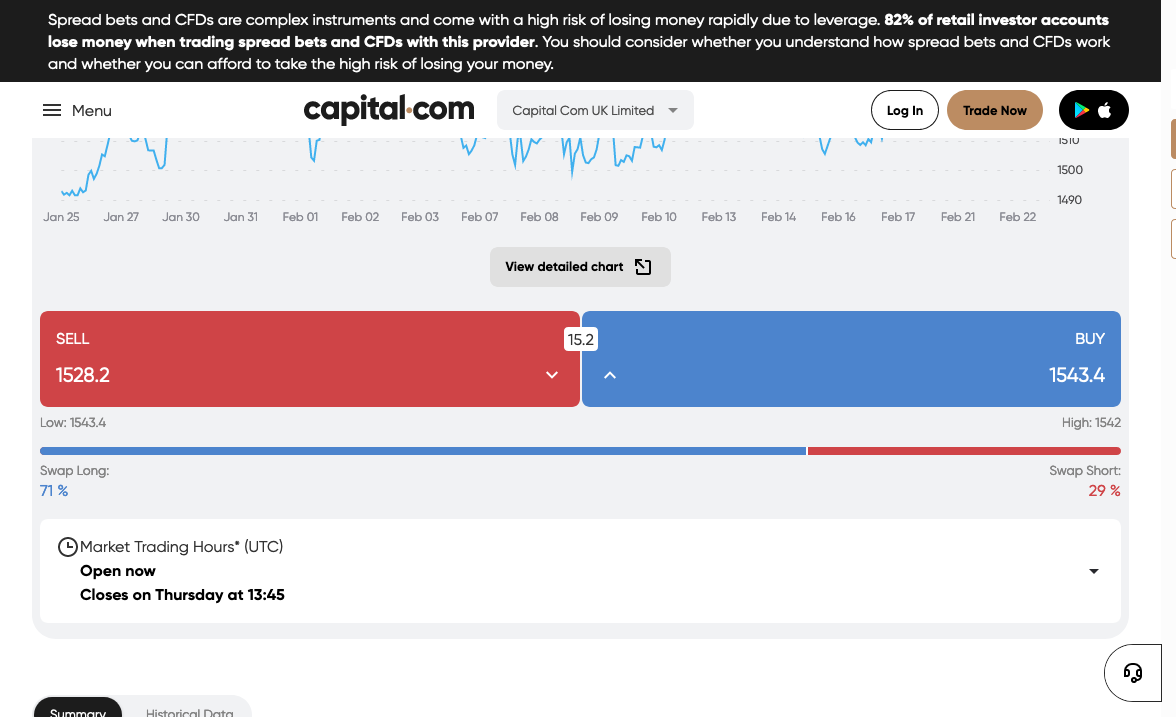 Spread bets and CFDs are complex instruments and come with a high risk of losing money rapidly due to leverage. 82% of retail investor accounts
lose money when trading spread bets and CFDs with this provider. You should consider whether you understand how spread bets and CFDs work
and whether you can afford to take the high risk of losing your money.
Menu
capital.com
Capital Com UK Limited
Log In
Trade Now
1510
1500
1490
Jan 25 Jan 27 Jan 30 Jan 31 Feb 01 Feb 02 Feb 03 Feb 07 Feb 08 Feb 09 Feb 10 Feb 13 Feb 14 Feb 16 Feb 17 Feb 21 Feb 22
View detailed chart
SELL
1528.2
15.2
BUY
1543.4
Low: 1543.4
High: 1542
Swap Long:
71 %
Swap Short:
29 %
Market Trading Hours* (UTC)
Open now
Closes on Thursday at 13:45
Summary
Historical Data